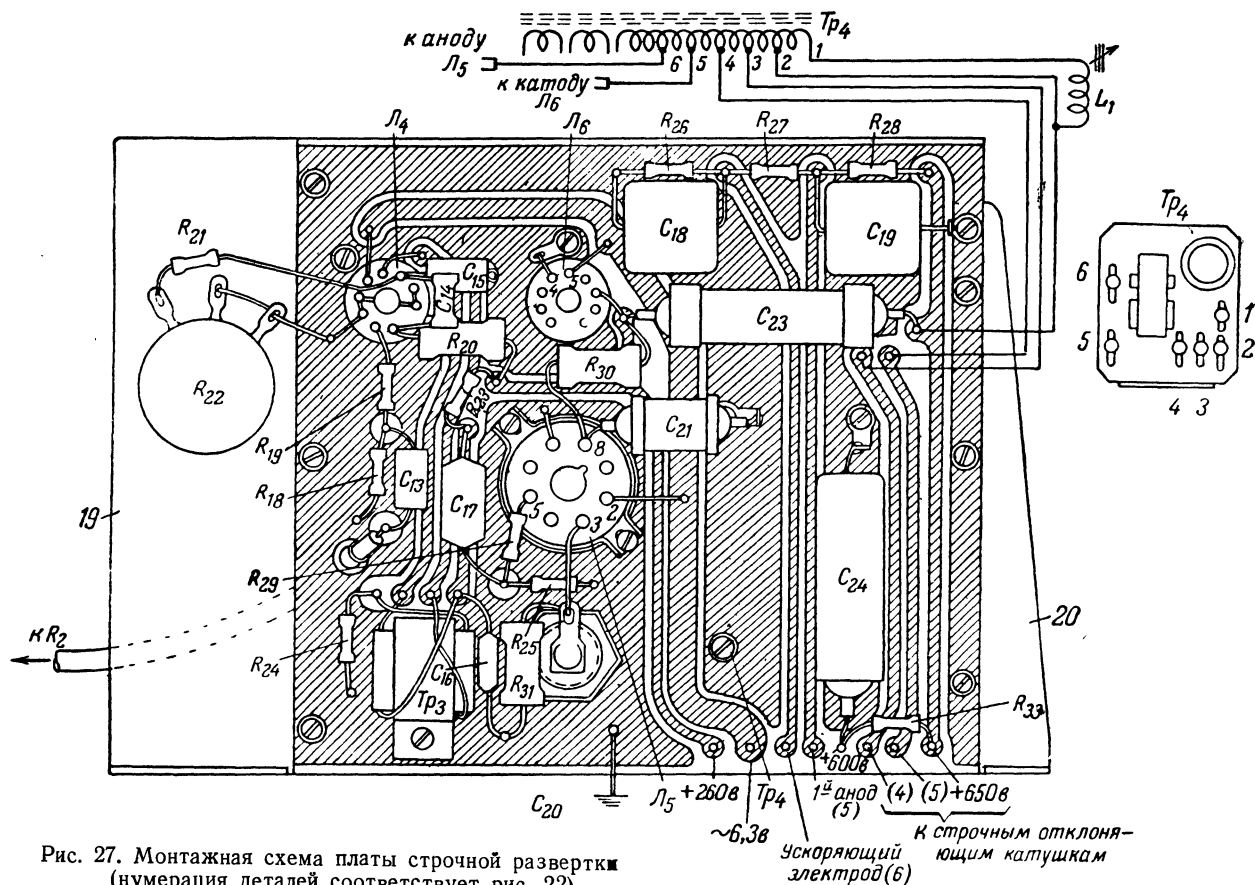 Тр4
к аноду
Л5
6 5 4 3 2 1
к катоду
Л6
L1
Л4
Л6
R26
R27
R28
R21
C18
C19
Тр4
C15
C14
4 5
6
1
C23
R20
5
2
R22
R30
R23
4 3
C21
R19
8
R18
C13
19
C17
5
2
3
R29
C24
20
к R2
R24
R25
C16
R31
Тр3
R33
+600в
C20
Л5
+260в
Тр4
1й анод
(5)
(4)
(5)
+650в
~6,3в
К строчным отклоня-
ющим катушкам
Ускоряющий
электрод (6)
Рис. 27. Монтажная схема платы строчной развертки
(нумерация деталей соответствует рис. 22)